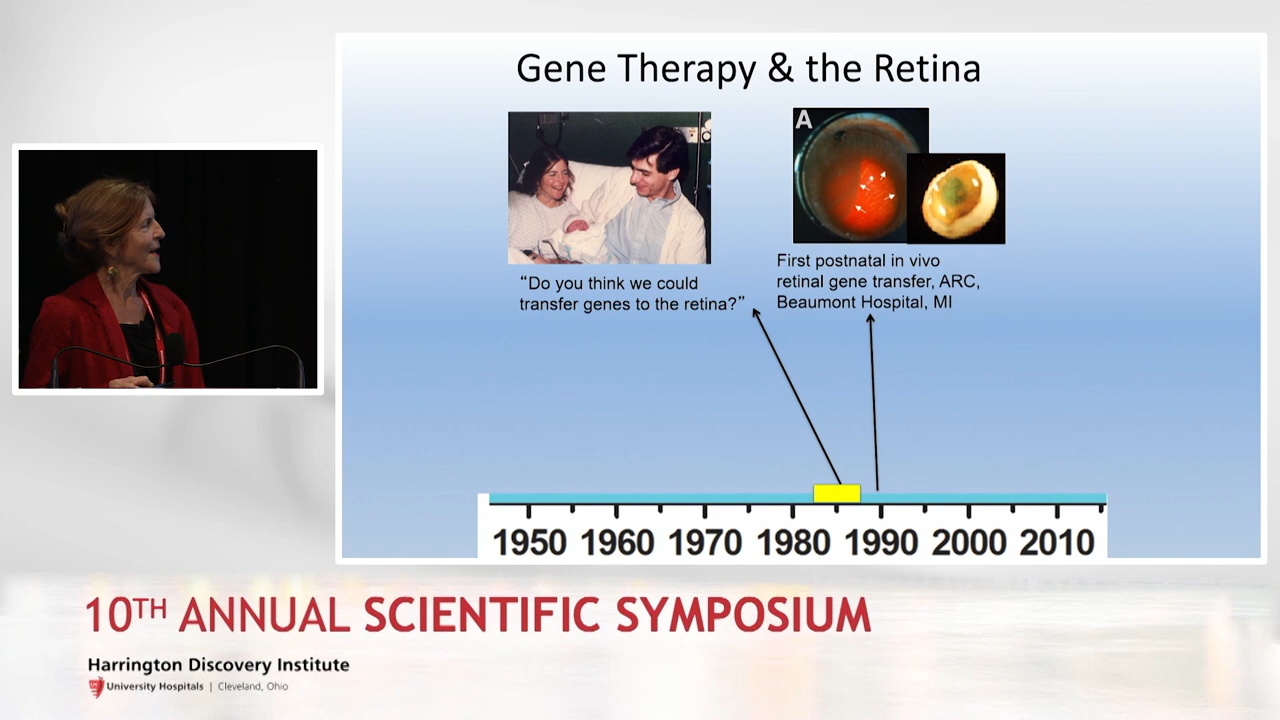 Gene Therapy & the Retina
A
“Do you think we could
transfer genes to the retina?”
First postnatal in vivo
retinal gene transfer, ARC,
Beaumont Hospital, MI
1950 1960 1970 1980 1990 2000 2010
10TH ANNUAL SCIENTIFIC SYMPOSIUM
Harrington Discovery Institute
University Hospitals | Cleveland, Ohio